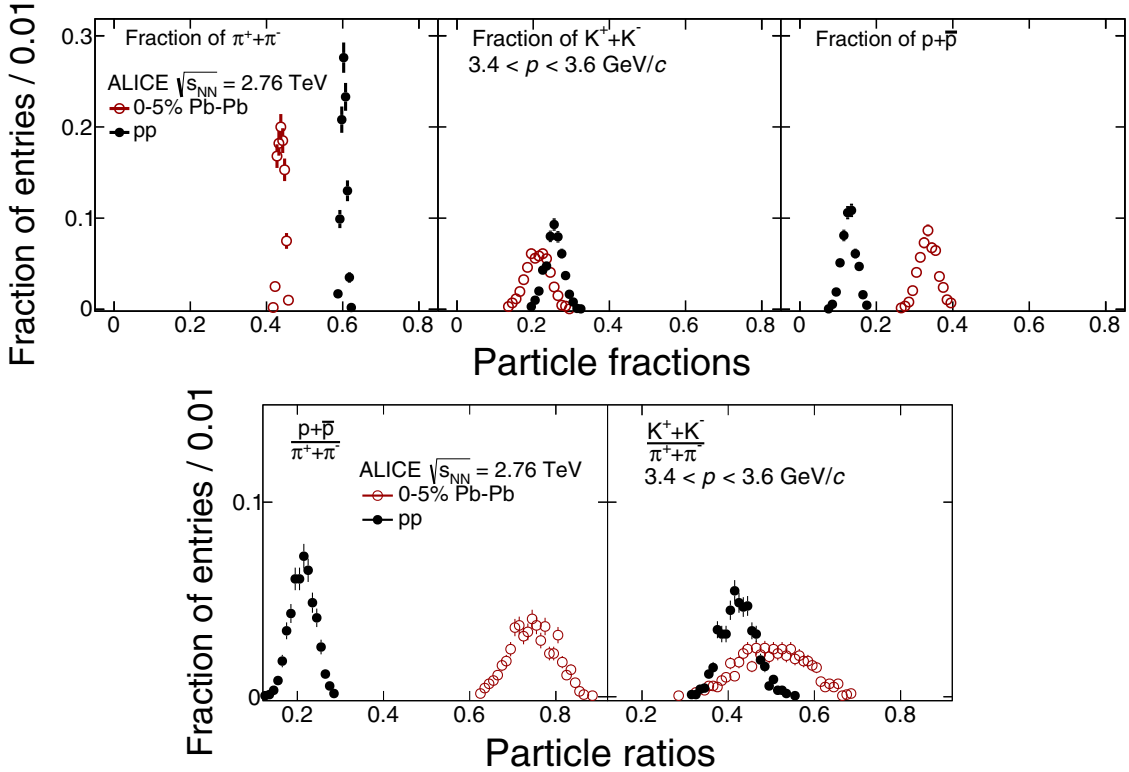 Fraction of entries / 0.01
0.3
0.2
0.1
0
Fraction of π⁺+π⁻
ALICE √sNN = 2.76 TeV
0-5% Pb-Pb
pp
Fraction of K⁺+K⁻
3.4 < p < 3.6 GeV/c
Fraction of p+p̅
0 0.2 0.4 0.6 0.8
0 0.2 0.4 0.6 0.8
0 0.2 0.4 0.6 0.8
Particle fractions
Fraction of entries / 0.01
0.1
0
p+p̅
π⁺+π⁻
ALICE √sNN = 2.76 TeV
0-5% Pb-Pb
pp
K⁺+K⁻
π⁺+π⁻
3.4 < p < 3.6 GeV/c
0.2 0.4 0.6 0.8
0.2 0.4 0.6 0.8
Particle ratios